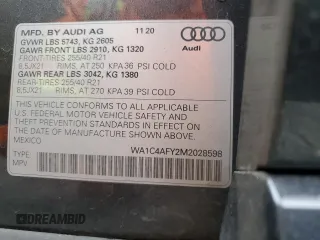 MFD. BY AUDI AG 11 20
GVWR LBS 5743, KG 2605
GAWR FRONT LBS 2910, KG 1320
FRONT/TIRES 255/40 R21
8,5JX21 RIMS, AT 250 KPA 36 PSI COLD
GAWR REAR LBS 3042, KG 1380
REAR/TIRES 255/40 R21
8,5JX21 RIMS, AT 270 KPA 39 PSI COLD
Audi
THIS VEHICLE CONFORMS TO ALL APPLICABLE
U.S. FEDERAL MOTOR VEHICLE SAFETY AND
THEFT PREVENTION STANDARDS IN EFFECT ON THE
DATE OF MANUFACTURE SHOWN ABOVE.
MEXICO
TYPE: WA1C4AFY2M2028598
MPV
DREAMBID